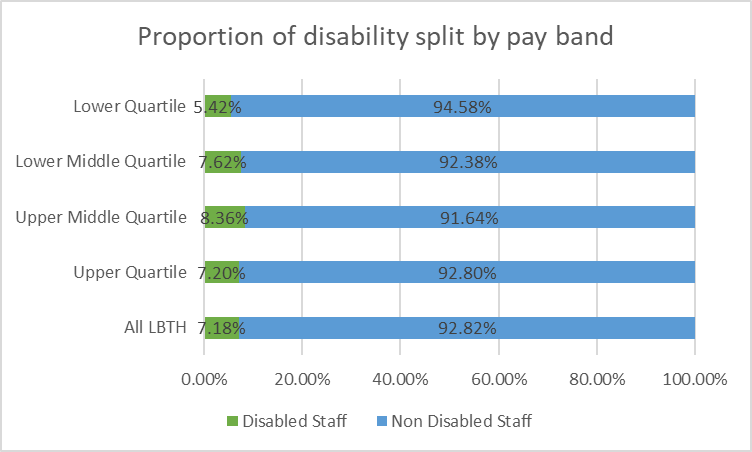 Proportion of disability split by pay band
Lower Quartile 5.42% 94.58%
Lower Middle Quartile 7.62% 92.38%
Upper Middle Quartile 8.36% 91.64%
Upper Quartile 7.20% 92.80%
All LBTH 7.18% 92.82%
0.00% 20.00% 40.00% 60.00% 80.00% 100.00%
Disabled Staff Non Disabled Staff